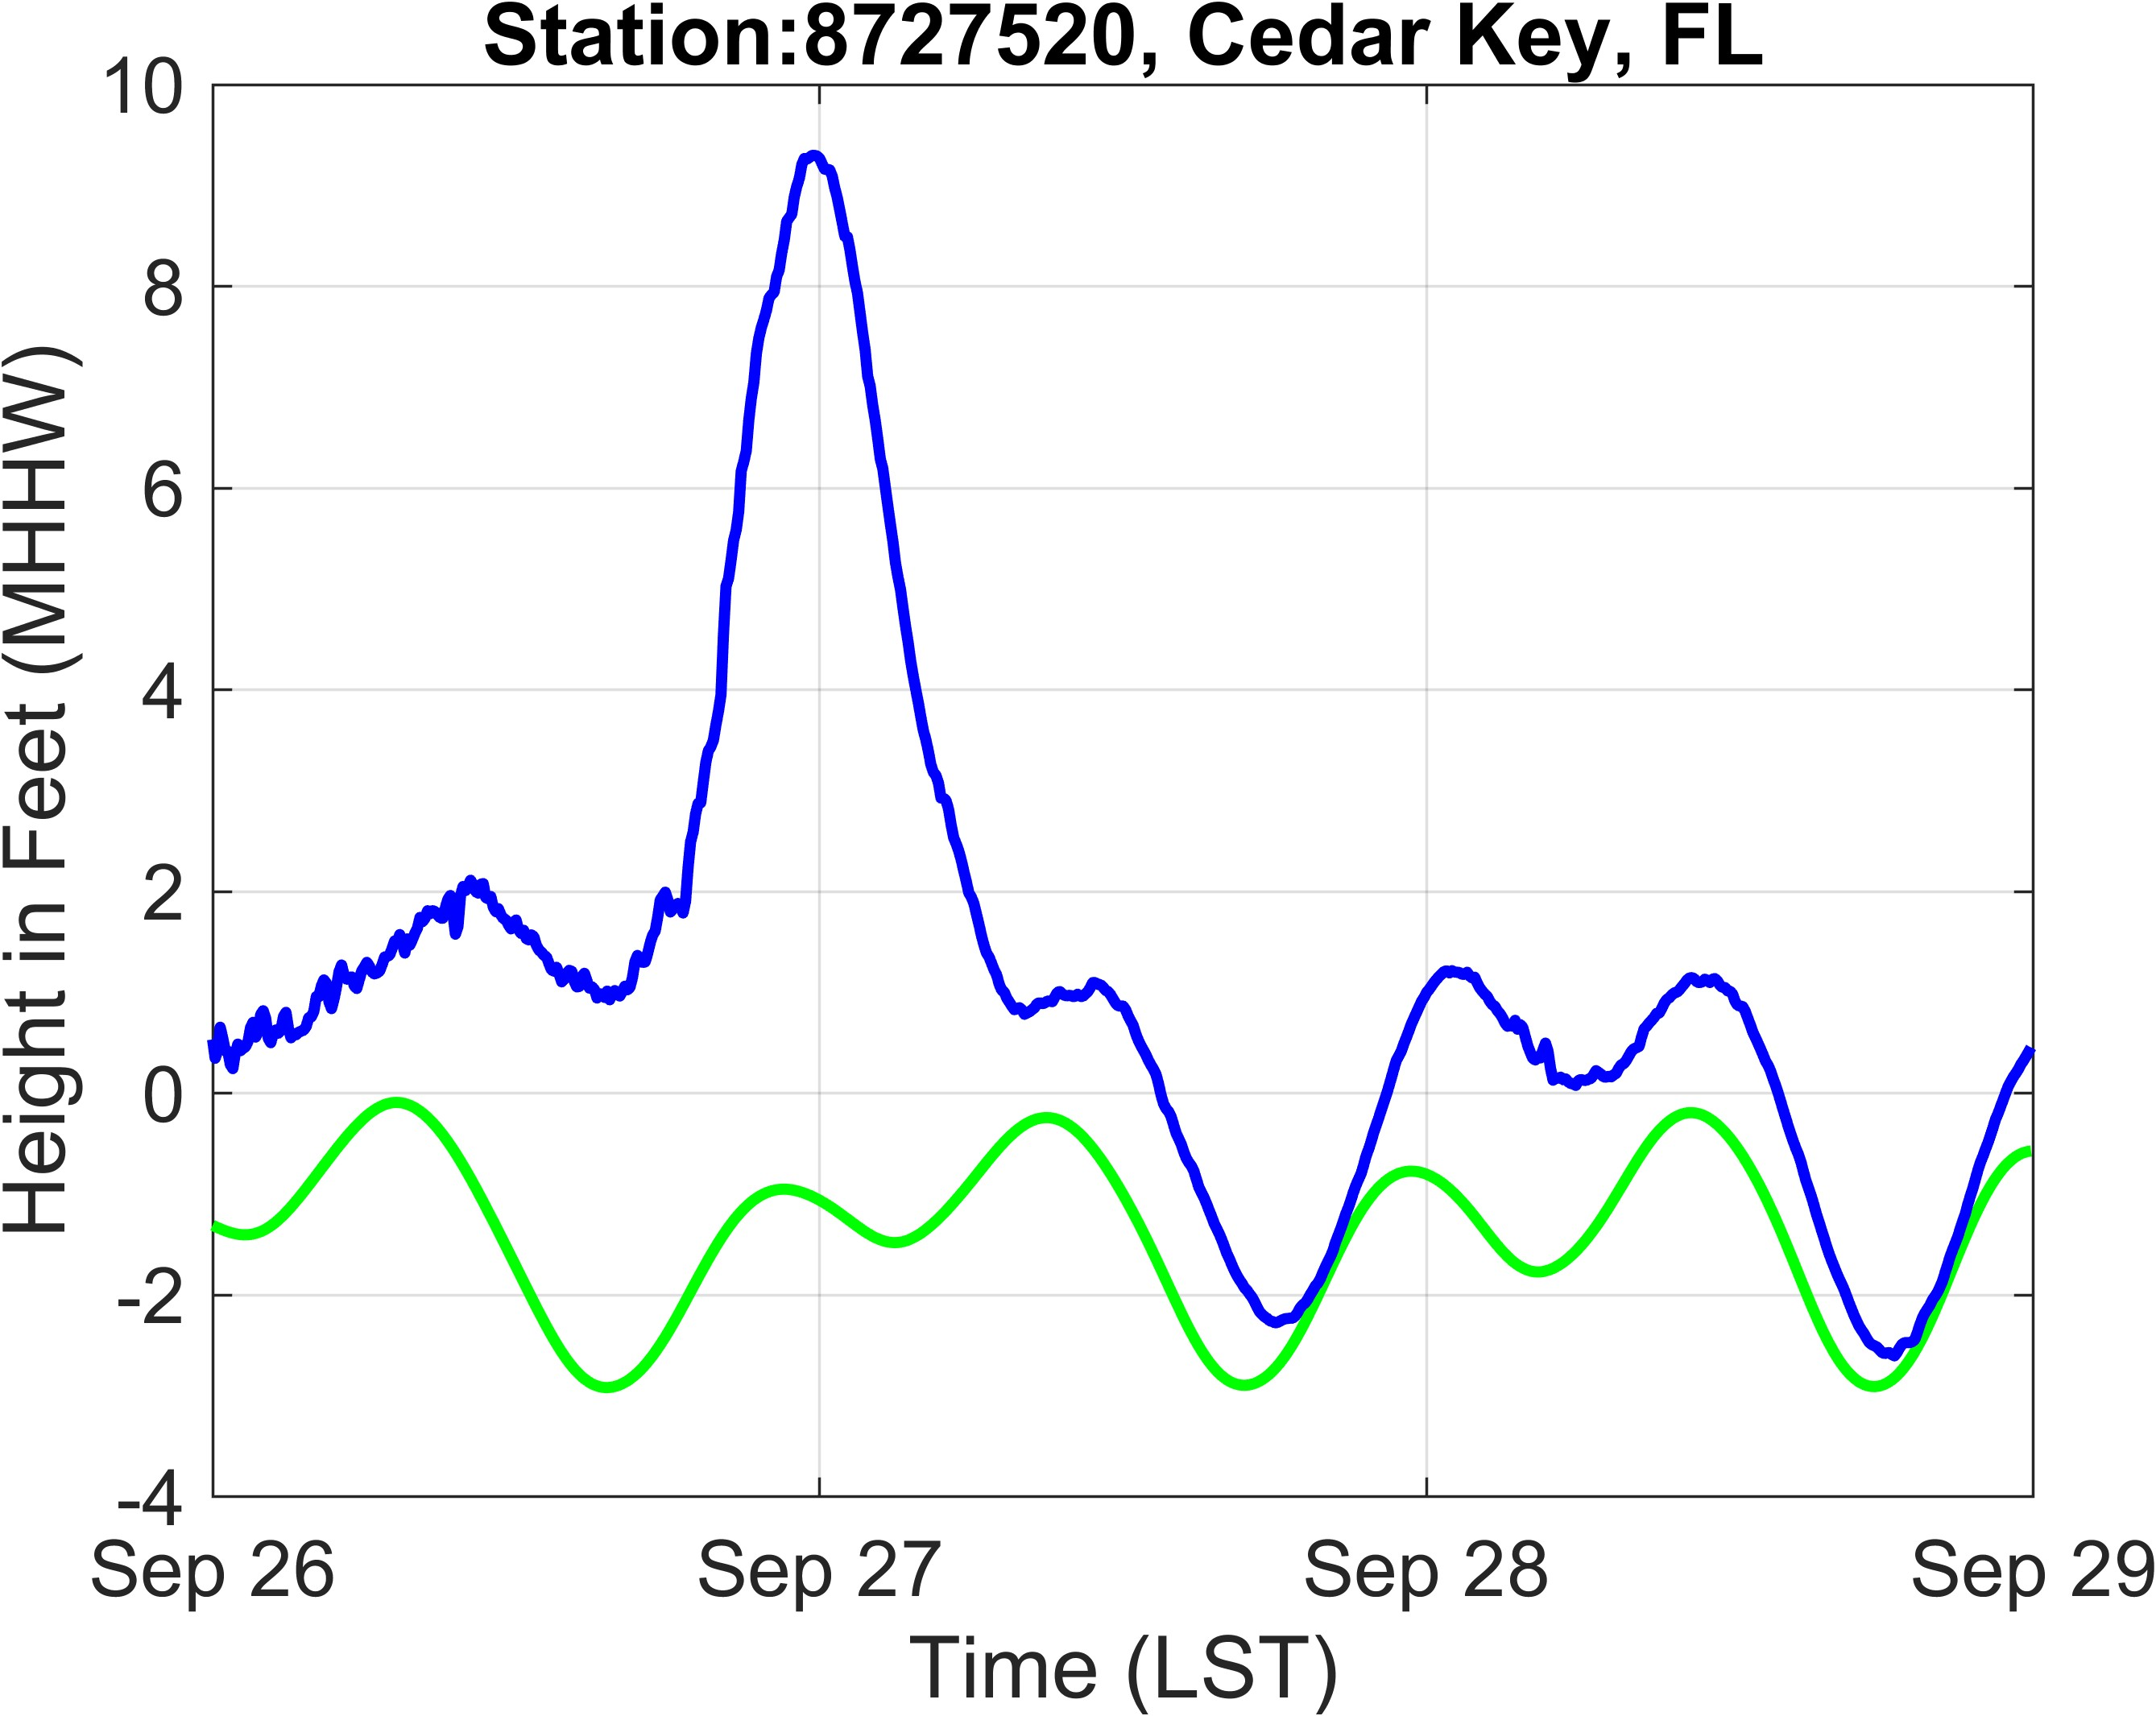 Station:8727520, Cedar Key, FL
10
8
6
4
2
0
-2
-4
Height in Feet (MHHW)
Sep 26
Sep 27
Sep 28
Sep 29
Time (LST)